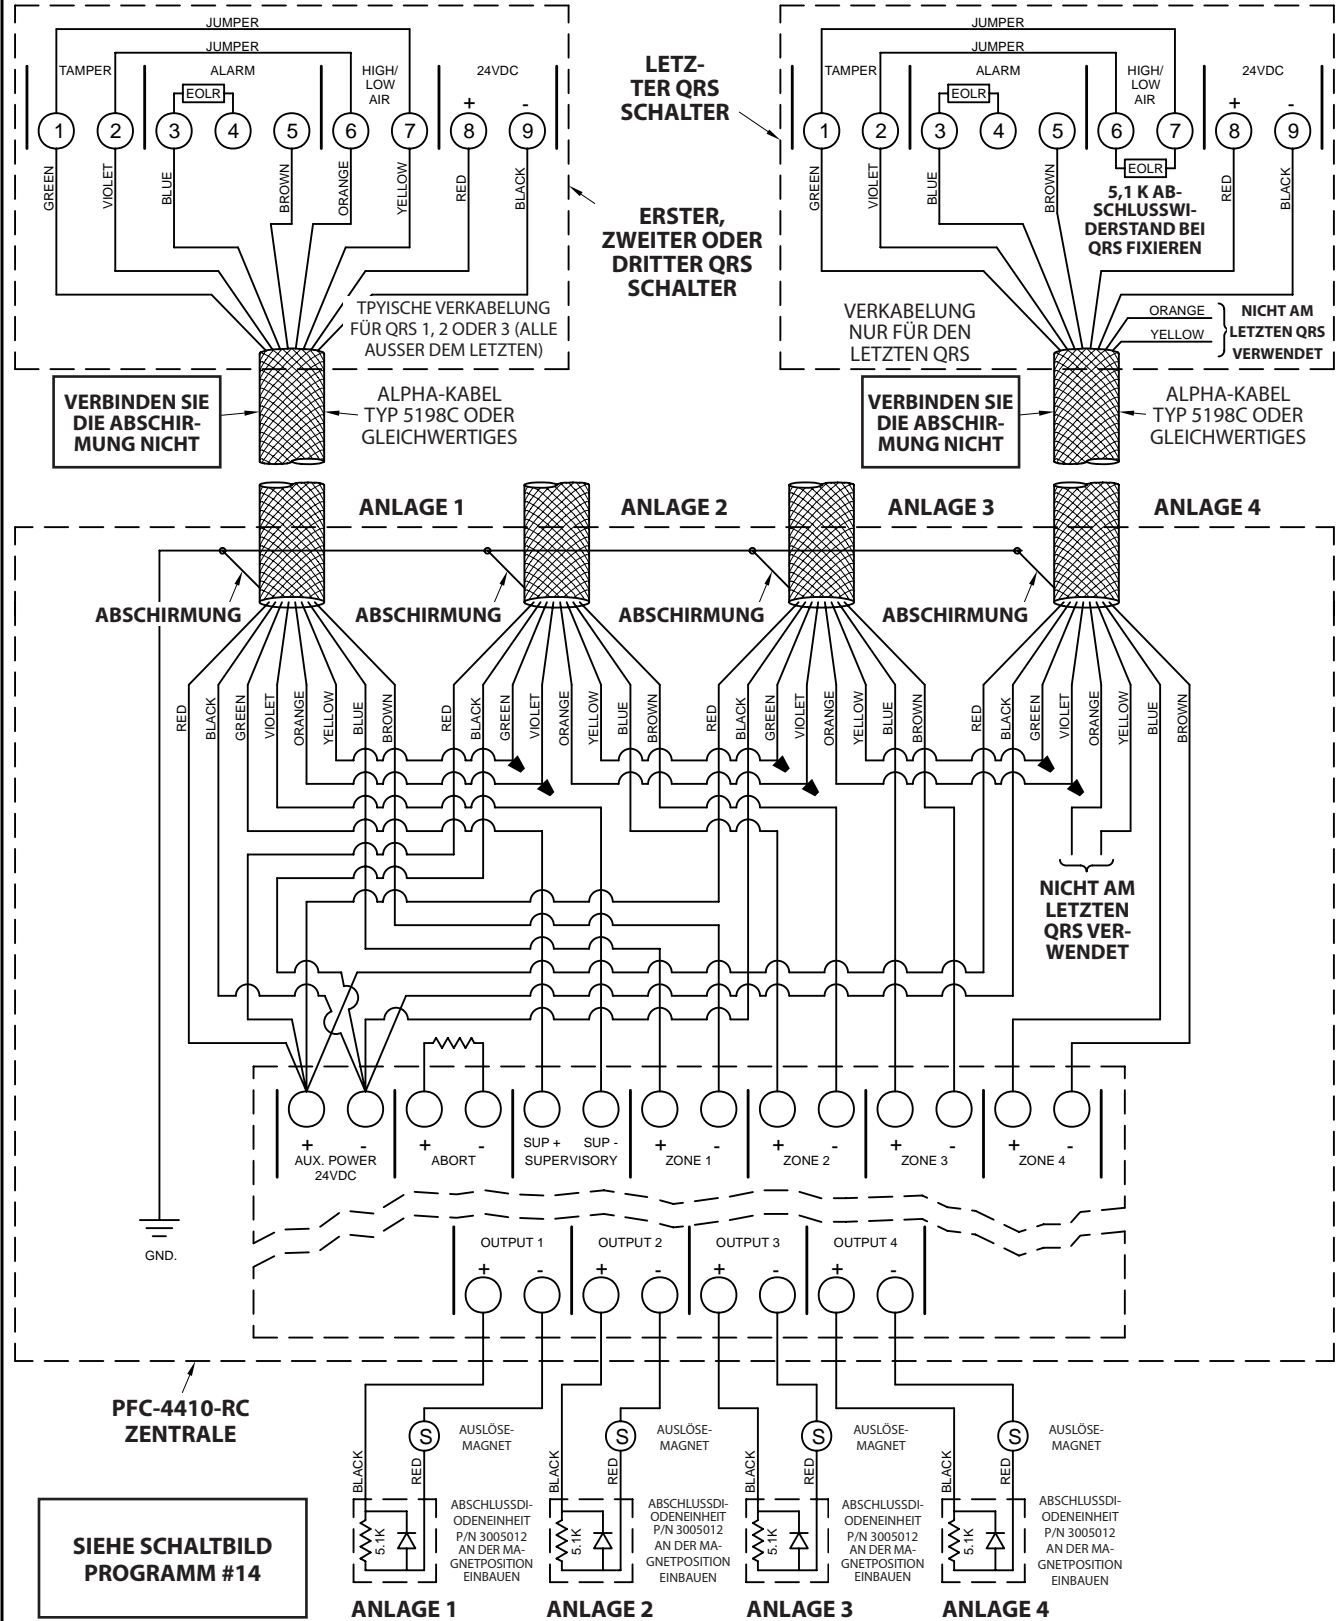 JUMPER
JUMPER
TAMPER
ALARM
HIGH/
LOW
AIR
24VDC
EOLR
+
-
1
2
3
4
5
6
7
8
9
GREEN
VIOLET
BLUE
BROWN
ORANGE
YELLOW
RED
BLACK
TPYISCHE VERKABELUNG
FÜR QRS 1, 2 ODER 3 (ALLE
AUSSER DEM LETZTEN)
LETZ-
TER QRS
SCHALTER
ERSTER,
ZWEITER ODER
DRITTER QRS
SCHALTER
JUMPER
JUMPER
TAMPER
ALARM
HIGH/
LOW
AIR
24VDC
EOLR
+
-
1
2
3
4
5
6
7
8
9
EOLR
5,1 K AB-
SCHLUSSWI-
DERSTAND BEI
QRS FIXIEREN
GREEN
VIOLET
BLUE
BROWN
RED
BLACK
VERKABELUNG
NUR FÜR DEN
LETZTEN QRS
ORANGE
YELLOW
NICHT AM
LETZTEN QRS
VERWENDET
VERBINDEN SIE
DIE ABSCHIR-
MUNG NICHT
ALPHA-KABEL
TYP 5198C ODER
GLEICHWERTIGES
VERBINDEN SIE
DIE ABSCHIR-
MUNG NICHT
ALPHA-KABEL
TYP 5198C ODER
GLEICHWERTIGES
ANLAGE 1
ANLAGE 2
ANLAGE 3
ANLAGE 4
ABSCHIRMUNG
ABSCHIRMUNG
ABSCHIRMUNG
ABSCHIRMUNG
RED
BLACK
GREEN
VIOLET
ORANGE
YELLOW
BLUE
BROWN
RED
BLACK
GREEN
VIOLET
ORANGE
YELLOW
BLUE
BROWN
RED
BLACK
GREEN
VIOLET
ORANGE
YELLOW
BLUE
BROWN
RED
BLACK
GREEN
VIOLET
ORANGE
YELLOW
BLUE
BROWN
NICHT AM
LETZTEN
QRS VER-
WENDET
+ -
AUX. POWER
24VDC
+ -
ABORT
SUP + SUP -
SUPERVISORY
+ -
ZONE 1
+ -
ZONE 2
+ -
ZONE 3
+ -
ZONE 4
GND.
OUTPUT 1
+ -
OUTPUT 2
+ -
OUTPUT 3
+ -
OUTPUT 4
+ -
PFC-4410-RC
ZENTRALE
BLACK
RED
S
AUSLÖSE-
MAGNET
5.1K
ABSCHLUSSDI-
ODENEINHEIT
P/N 3005012
AN DER MA-
GNETPOSITION
EINBAUEN
BLACK
RED
S
AUSLÖSE-
MAGNET
5.1K
ABSCHLUSSDI-
ODENEINHEIT
P/N 3005012
AN DER MA-
GNETPOSITION
EINBAUEN
BLACK
RED
S
AUSLÖSE-
MAGNET
5.1K
ABSCHLUSSDI-
ODENEINHEIT
P/N 3005012
AN DER MA-
GNETPOSITION
EINBAUEN
BLACK
RED
S
AUSLÖSE-
MAGNET
5.1K
ABSCHLUSSDI-
ODENEINHEIT
P/N 3005012
AN DER MA-
GNETPOSITION
EINBAUEN
SIEHE SCHALTBILD
PROGRAMM #14
ANLAGE 1
ANLAGE 2
ANLAGE 3
ANLAGE 4